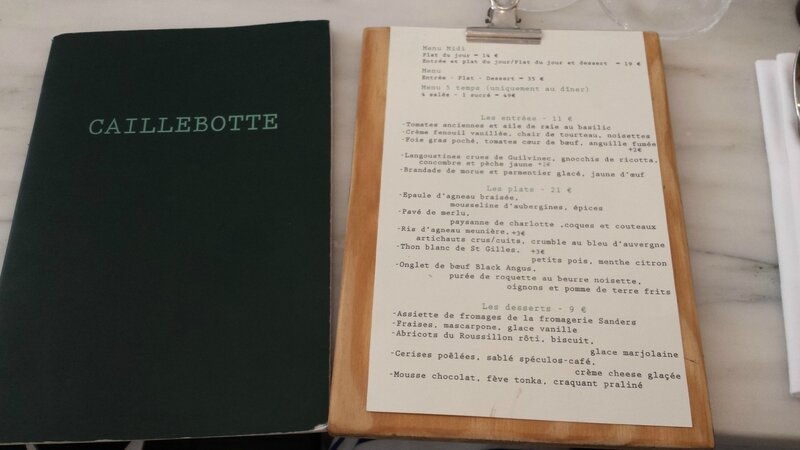 CAILLEBOTTE
Menu Midi
Plat du jour = 14 €
Entrée et plat du jour/Plat du jour et dessert = 19 €
Menu
Entrée - Plat - Dessert = 35 €
Menu 5 temps (uniquement au dîner)
4 salés - 1 sucré = 49€
Les entrées - 11 €
-Tomates anciennes et aile de raie au basilic
-Crème fenouil vanillée, chair de tourteau, noisettes
-Foie gras poché, tomates cœur de bœuf, anguille fumée
+2€
-Langoustines crues de Guilvinec, gnocchis de ricotta,
concombre et pêche jaune +2€
-Brandade de morue et parmentier glacé, jaune d'œuf
Les plats - 21 €
-Epaule d'agneau braisée,
mousseline d'aubergines, épices
-Pavé de merlu,
paysanne de charlotte ,coques et couteaux
-Ris d'agneau meunière, +3€
artichauts crus/cuits, crumble au bleu d'auvergne
-Thon blanc de St Gilles, +3€
petits pois, menthe citron
-Onglet de bœuf Black Angus,
purée de roquette au beurre noisette,
oignons et pomme de terre frits
Les desserts - 9 €
-Assiette de fromages de la fromagerie Sanders
-Fraises, mascarpone, glace vanille
-Abricots du Roussillon rôti, biscuit,
glace marjolaine
-Cerises poêlées, sablé spéculos-café,
crème cheese glaçée
-Mousse chocolat, fève tonka, craquant praliné